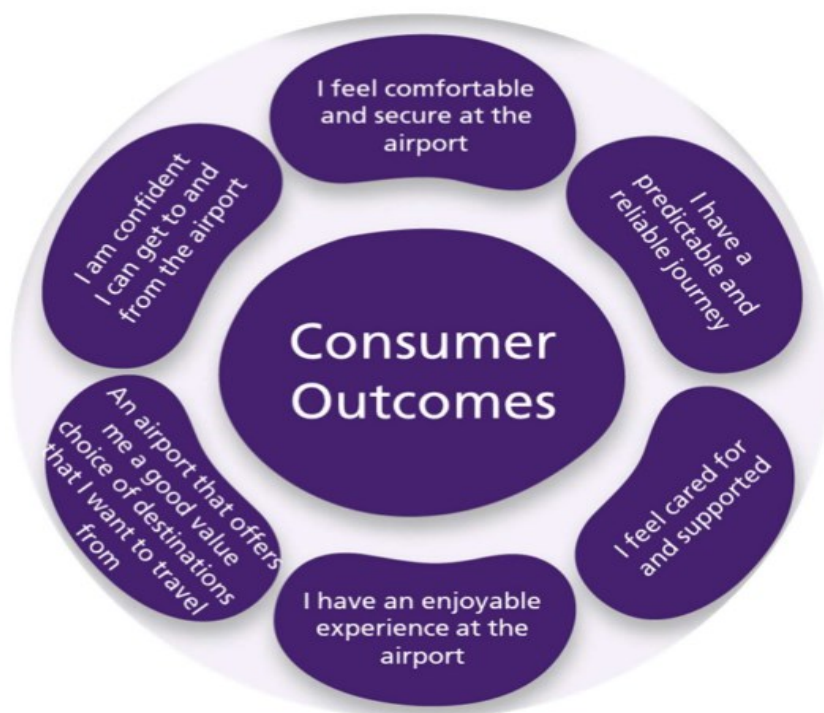 I feel comfortable
and secure at the
airport
I have a
predictable and
reliable journey
I feel cared for
and supported
I have an enjoyable
experience at the
airport
An airport that offers
me a good value
choice of destinations
that I want to travel
from
I am confident
I can get to and
from the airport
Consumer
Outcomes